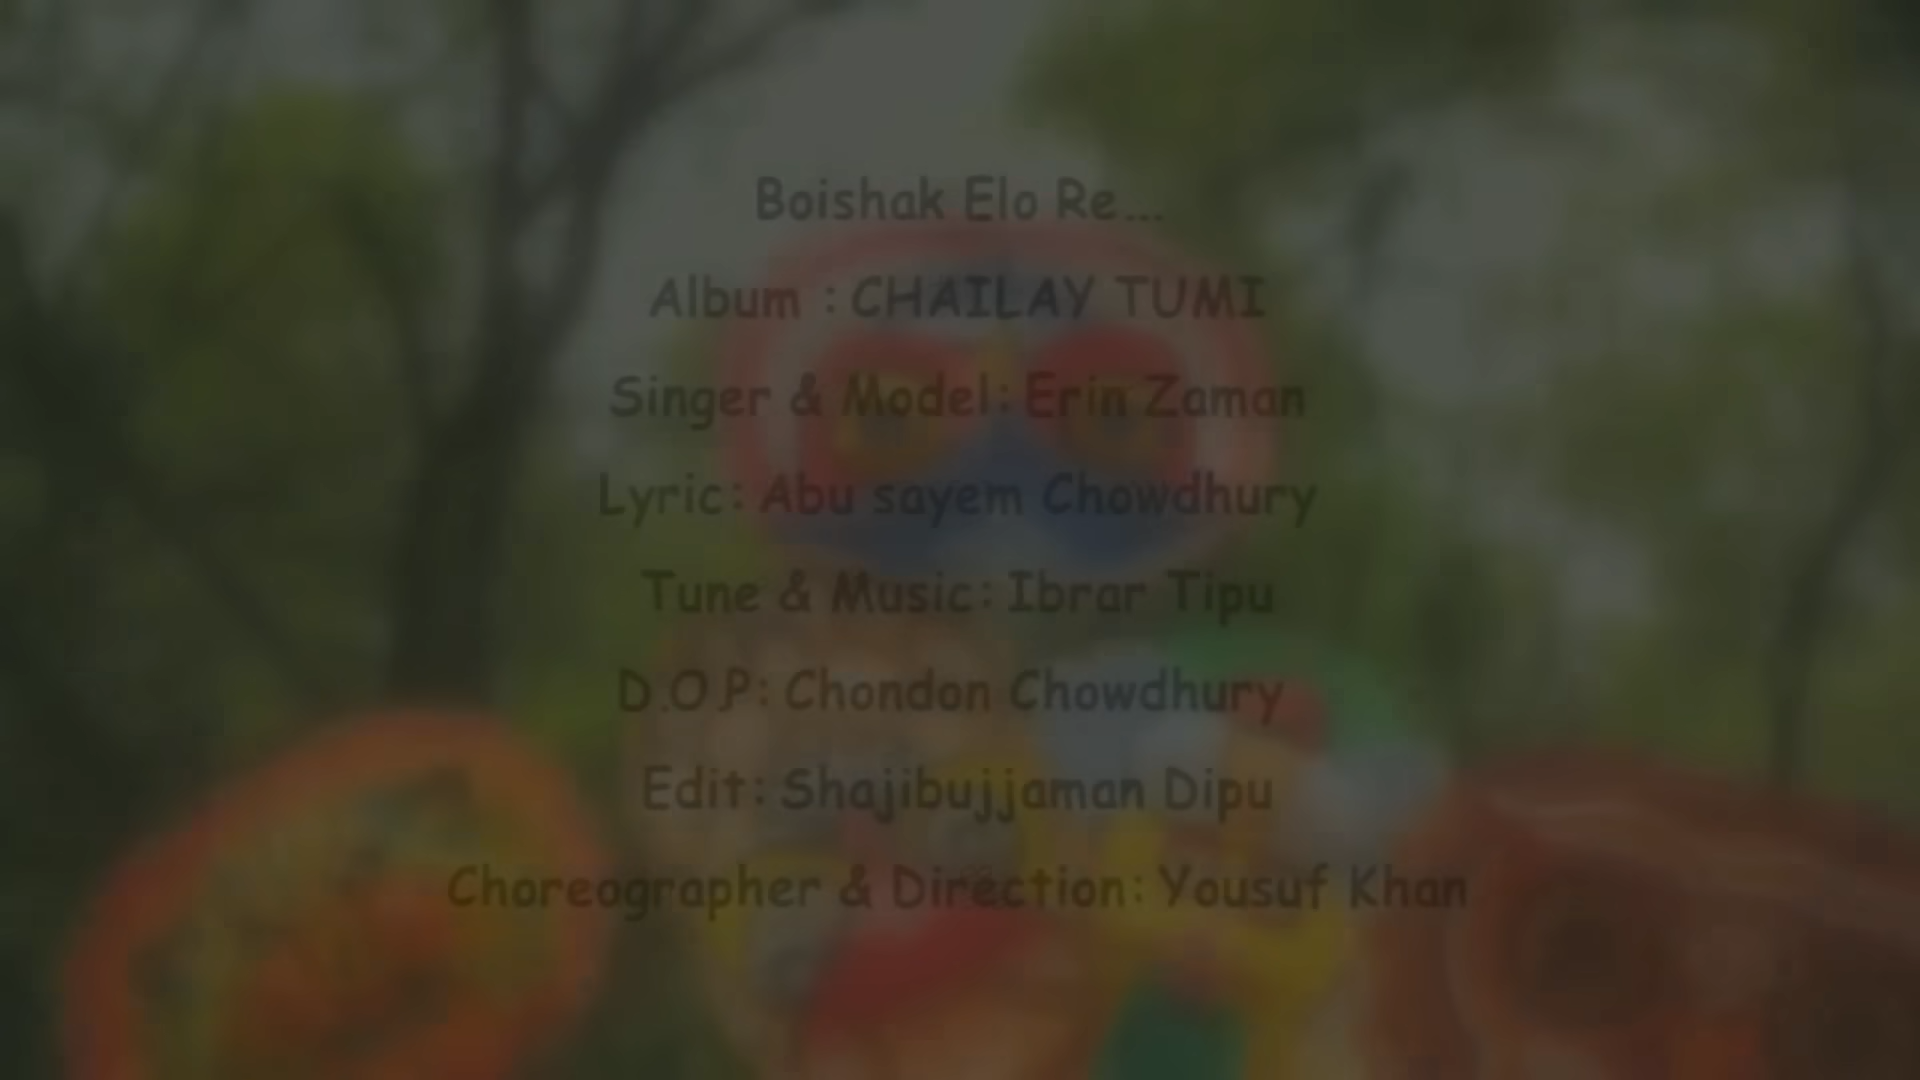 Boishak Elo Re...
Album : CHAILAY TUMI
Singer & Model: Erin Zaman
Lyric: Abu sayem Chowdhury
Tune & Music: Ibrar Tipu
D.O.P: Chondon Chowdhury
Edit: Shajibujjaman Dipu
Choreographer & Direction: Yousuf Khan